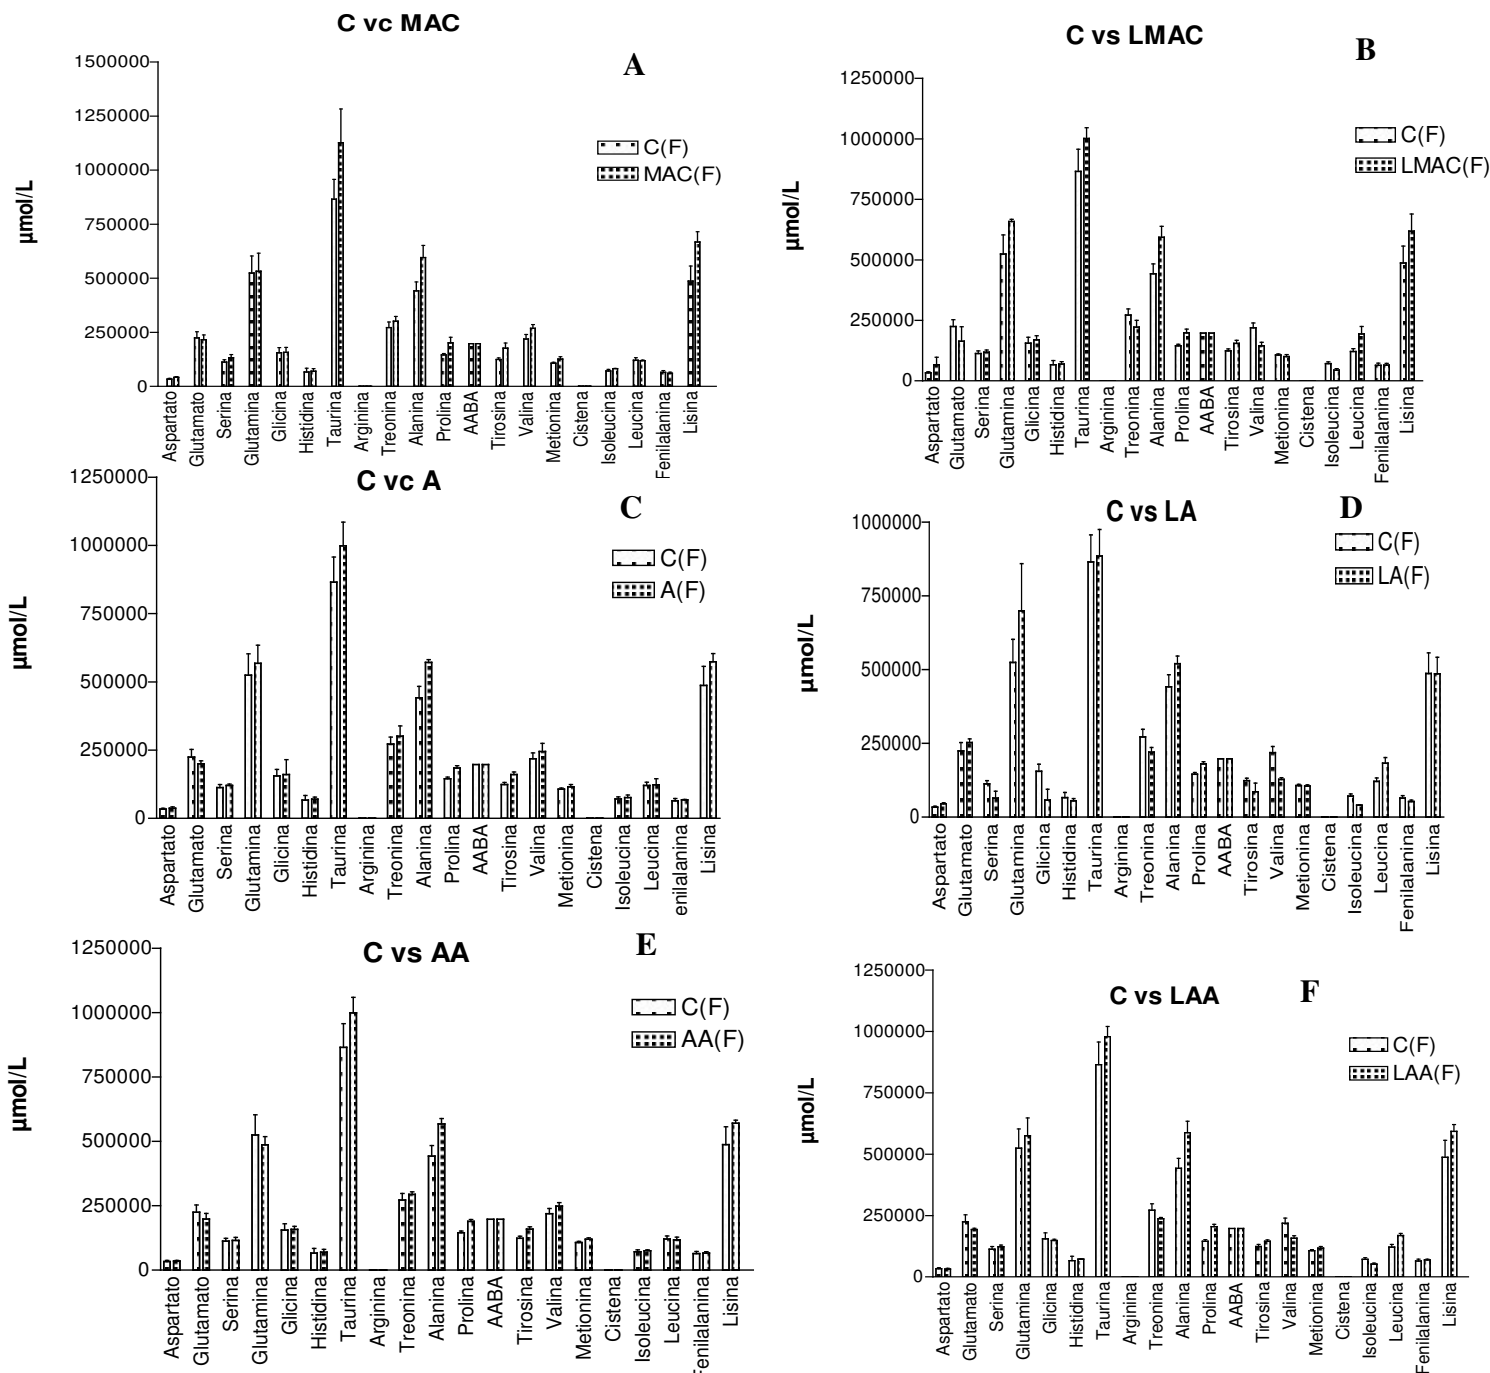 C vc MAC
A
1500000
1250000
1000000
750000
500000
250000
0
µmol/L
C(F)
MAC(F)
Aspartato
Glutamato
Serina
Glutamina
Glicina
Histidina
Taurina
Arginina
Treonina
Alanina
Prolina
AABA
Tirosina
Valina
Metionina
Cistena
Isoleucina
Leucina
Fenilalanina
Lisina
C vs LMAC
B
1250000
1000000
750000
500000
250000
0
µmol/L
C(F)
LMAC(F)
Aspartato
Glutamato
Serina
Glutamina
Glicina
Histidina
Taurina
Arginina
Treonina
Alanina
Prolina
AABA
Tirosina
Valina
Metionina
Cistena
Isoleucina
Leucina
Fenilalanina
Lisina
C vc A
C
1250000
1000000
750000
500000
250000
0
µmol/L
C(F)
A(F)
Aspartato
Glutamato
Serina
Glutamina
Glicina
Histidina
Taurina
Arginina
Treonina
Alanina
Prolina
AABA
Tirosina
Valina
Metionina
Cistena
Isoleucina
Leucina
enilalanina
Lisina
C vs LA
D
1000000
750000
500000
250000
0
µmol/L
C(F)
LA(F)
Aspartato
Glutamato
Serina
Glutamina
Glicina
Histidina
Taurina
Arginina
Treonina
Alanina
Prolina
AABA
Tirosina
Valina
Metionina
Cistena
Isoleucina
Leucina
Fenilalanina
Lisina
C vs AA
E
1250000
1000000
750000
500000
250000
0
µmol/L
C(F)
AA(F)
Aspartato
Glutamato
Serina
Glutamina
Glicina
Histidina
Taurina
Arginina
Treonina
Alanina
Prolina
AABA
Tirosina
Valina
Metionina
Cistena
Isoleucina
Leucina
Fenilalanina
Lisina
C vs LAA
F
1250000
1000000
750000
500000
250000
0
µmol/L
C(F)
LAA(F)
Aspartato
Glutamato
Serina
Glutamina
Glicina
Histidina
Taurina
Arginina
Treonina
Alanina
Prolina
AABA
Tirosina
Valina
Metionina
Cistena
Isoleucina
Leucina
Fenilalanina
Lisina